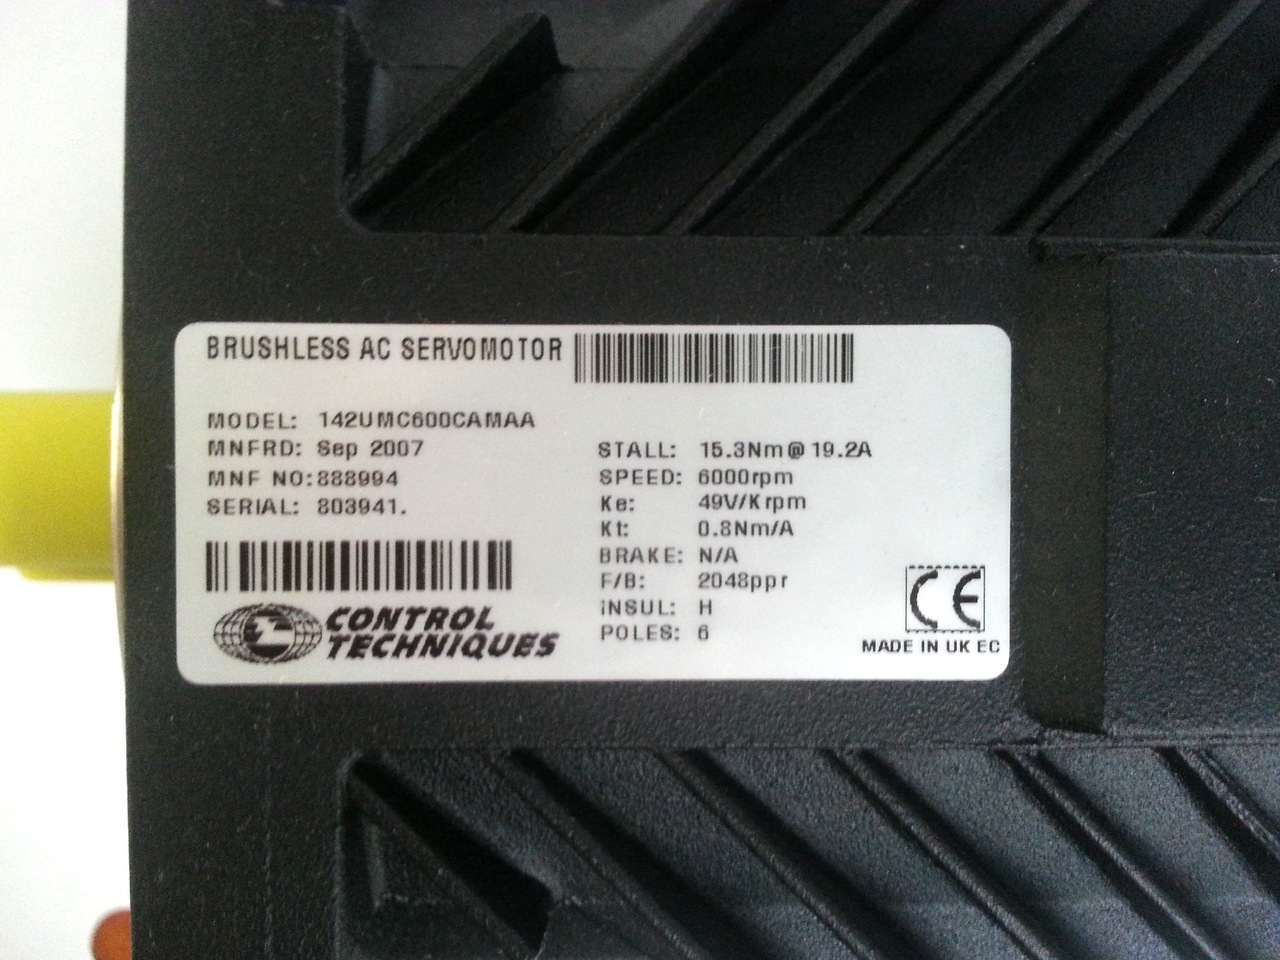 BRUSHLESS AC SERVOMOTOR
MODEL: 142UMC600CAMAA
MNFRD: Sep 2007
MNF NO:888994
SERIAL: 803941.
CONTROL
TECHNIQUES
STALL: 15.3Nm@19.2A
SPEED: 6000rpm
Ke: 49V/Krpm
Kt: 0.8Nm/A
BRAKE: N/A
F/B: 2048ppr
INSUL: H
POLES: 6
CE
MADE IN UK EC